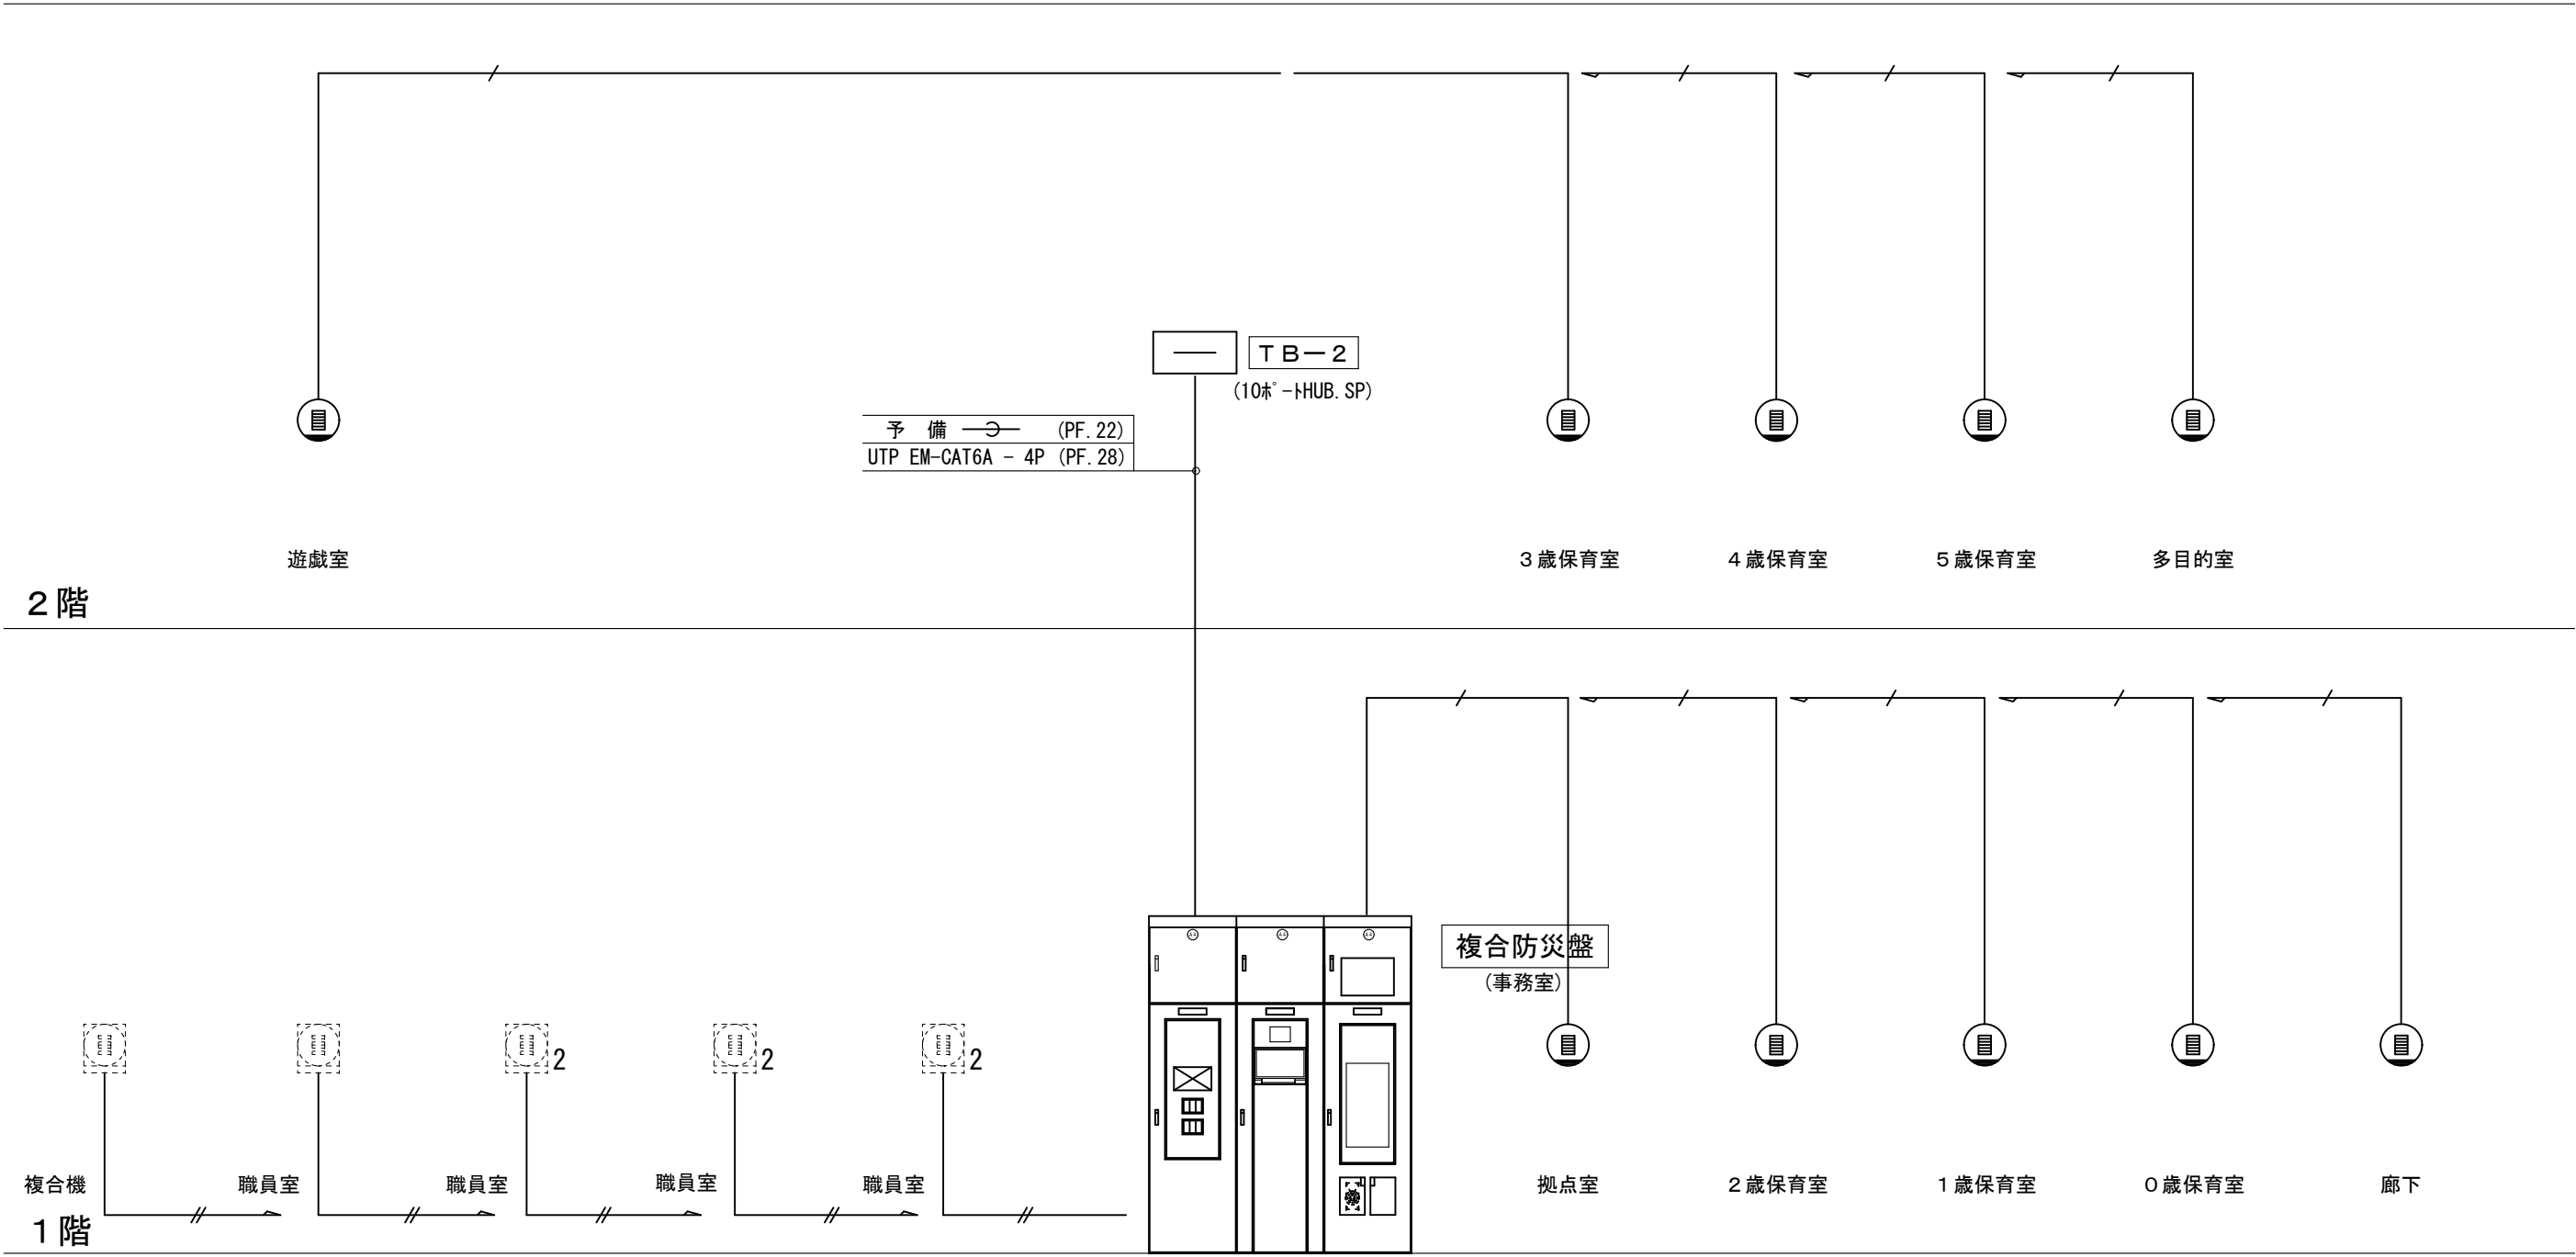 ＴＢ－２
(10ﾎﾟｰﾄHUB.SP)
予　備 (PF.22)
UTP EM-CAT6A - 4P (PF.28)
遊戯室 ３歳保育室 ４歳保育室 ５歳保育室 多目的室
２階
複合防災盤
(事務室)
2 2 2
複合機 職員室 職員室 職員室 職員室 拠点室 ２歳保育室 １歳保育室 ０歳保育室 廊下
１階